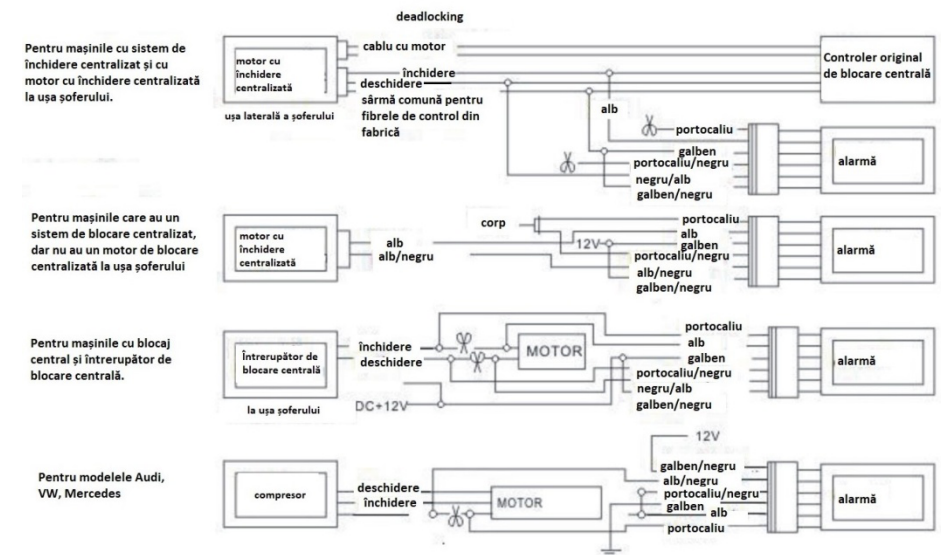 deadlocking
Pentru mașinile cu sistem de
închidere centralizat și cu
motor cu închidere centralizată
la ușa șoferului.
motor cu
închidere
centralizată
ușa laterală a șoferului
cablu cu motor
închidere
deschidere
sârmă comună pentru
fibrele de control din
fabrică
Controler original
de blocare centrală
alb
portocaliu
galben
portocaliu/negru
negru/alb
galben/negru
alarmă
Pentru mașinile care au un
sistem de blocare centralizat,
dar nu au un motor de blocare
centralizată la ușa șoferului
motor cu
închidere
centralizată
alb
alb/negru
corp
12V
portocaliu
alb
galben
portocaliu/negru
alb/negru
galben/negru
alarmă
Pentru mașinile cu blocaj
central și întrerupător de
blocare centrală.
Întrerupător de
blocare centrală
la ușa șoferului
închidere
deschidere
DC+12V
MOTOR
portocaliu
alb
galben
portocaliu/negru
negru/alb
galben/negru
alarmă
Pentru modelele Audi,
VW, Mercedes
compresor
deschidere
închidere
MOTOR
12V
galben/negru
alb/negru
portocaliu/negru
galben
alb
portocaliu
alarmă